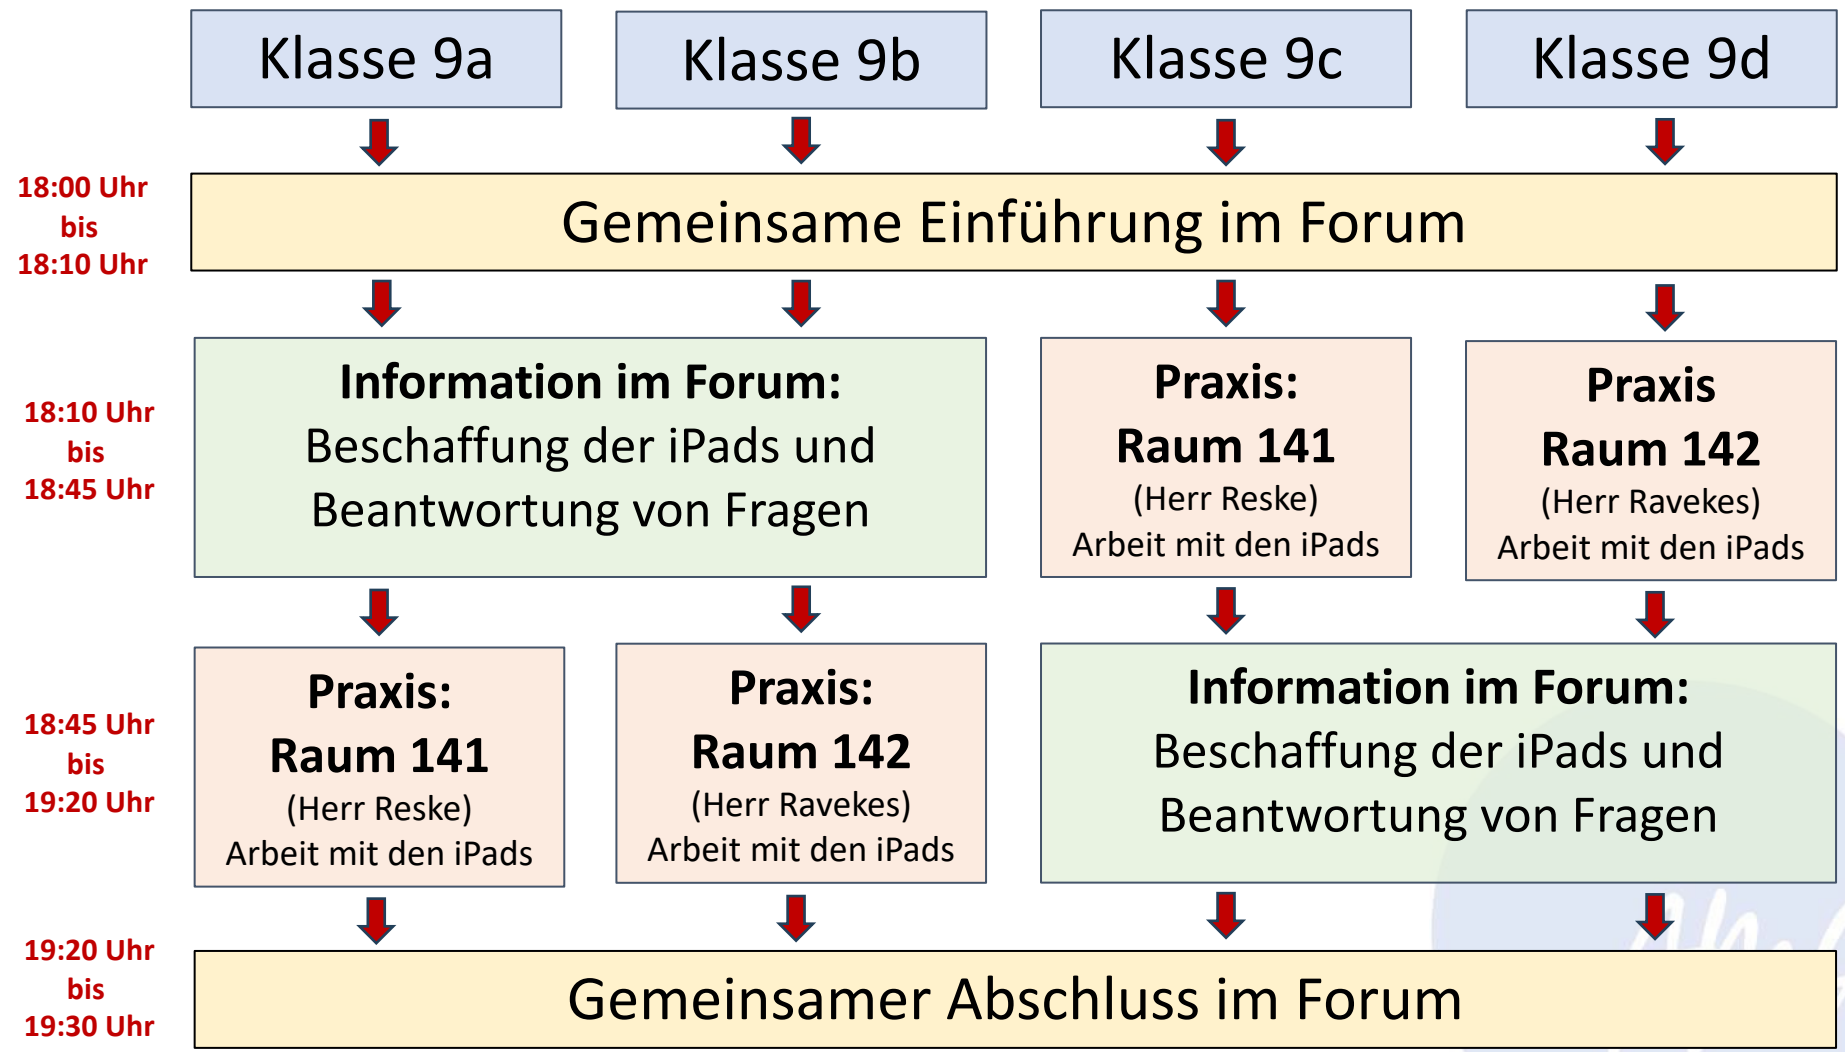 Klasse 9a
Klasse 9b
Klasse 9c
Klasse 9d
18:00 Uhr
bis
18:10 Uhr
Gemeinsame Einführung im Forum
18:10 Uhr
bis
18:45 Uhr
Information im Forum:
Beschaffung der iPads und
Beantwortung von Fragen
Praxis:
Raum 141
(Herr Reske)
Arbeit mit den iPads
Praxis
Raum 142
(Herr Ravekes)
Arbeit mit den iPads
18:45 Uhr
bis
19:20 Uhr
Praxis:
Raum 141
(Herr Reske)
Arbeit mit den iPads
Praxis:
Raum 142
(Herr Ravekes)
Arbeit mit den iPads
Information im Forum:
Beschaffung der iPads und
Beantwortung von Fragen
19:20 Uhr
bis
19:30 Uhr
Gemeinsamer Abschluss im Forum